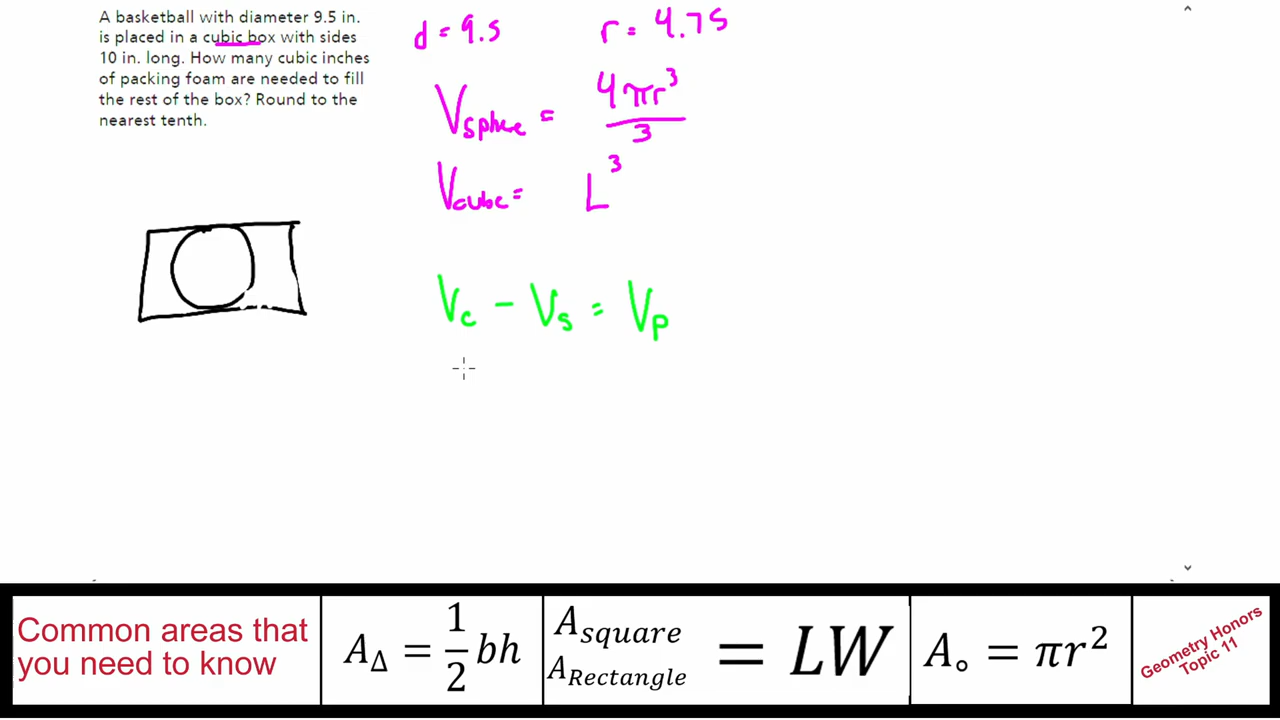 A basketball with diameter 9.5 in.
is placed in a cubic box with sides
10 in. long. How many cubic inches
of packing foam are needed to fill
the rest of the box? Round to the
nearest tenth.
d = 9.5 r = 4.75
Vsphere = 4πr³/3
Vcube = L³
Vc - Vs = Vp
Common areas that
you need to know
A△ = 1/2 bh
Asquare
ARectangle = LW
A∘ = πr²
Geometry Honors
Topic 11